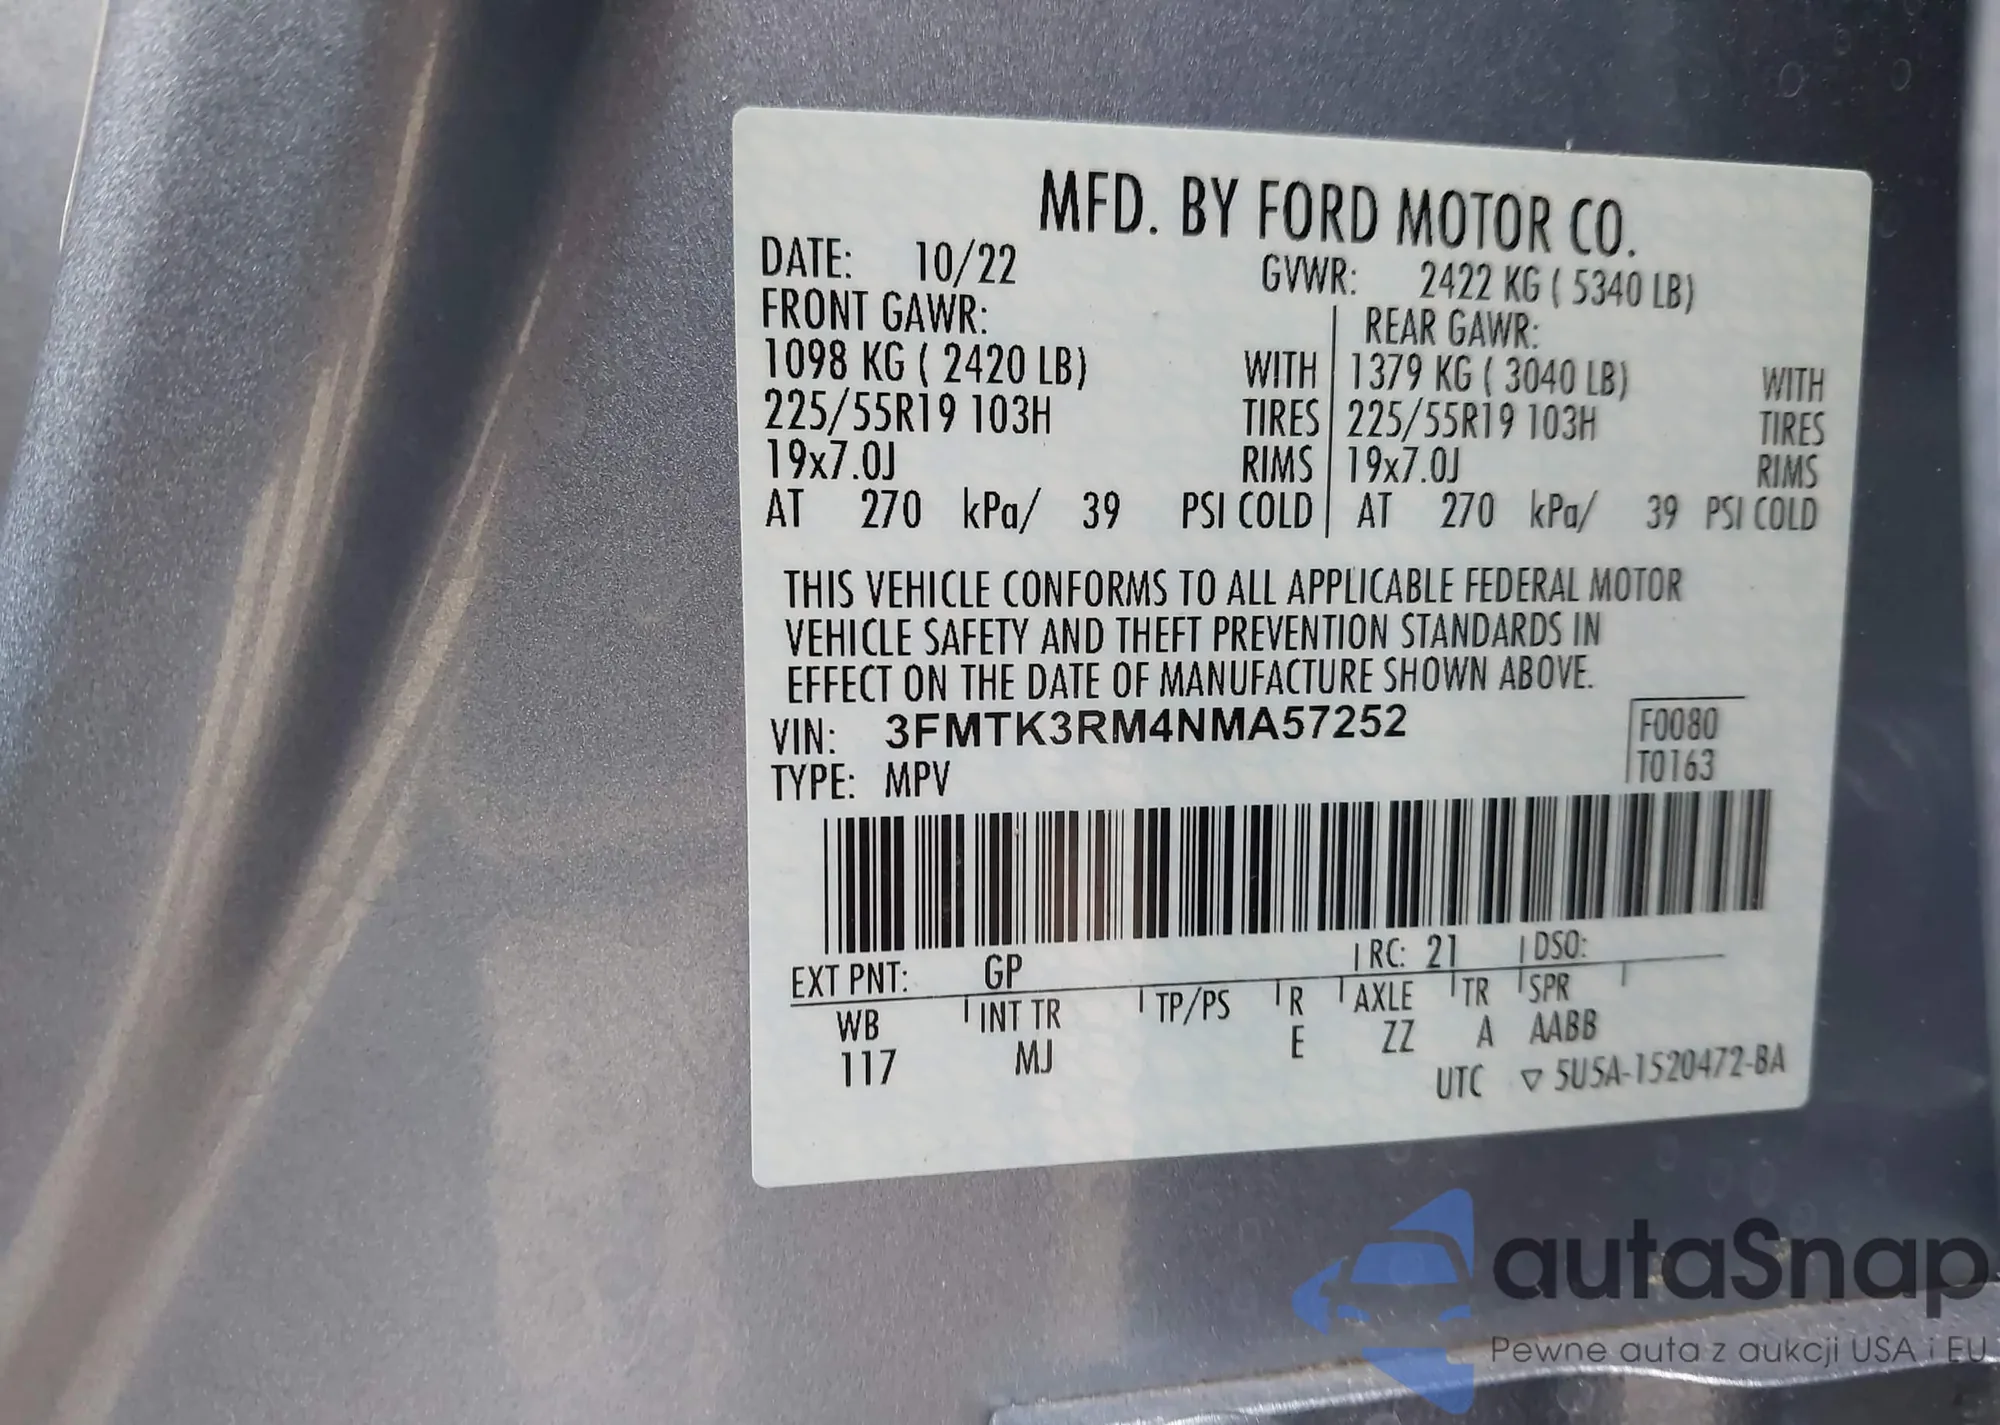 MFD. BY FORD MOTOR CO.
DATE: 10/22 GVWR: 2422 KG ( 5340 LB)
FRONT GAWR: REAR GAWR:
1098 KG ( 2420 LB) WITH 1379 KG ( 3040 LB) WITH
225/55R19 103H TIRES 225/55R19 103H TIRES
19x7.0J RIMS 19x7.0J RIMS
AT 270 kPa/ 39 PSI COLD AT 270 kPa/ 39 PSI COLD
THIS VEHICLE CONFORMS TO ALL APPLICABLE FEDERAL MOTOR
VEHICLE SAFETY AND THEFT PREVENTION STANDARDS IN
EFFECT ON THE DATE OF MANUFACTURE SHOWN ABOVE.
VIN: 3FMTK3RM4NMA57252 F0080
TYPE: MPV T0163
EXT PNT: GP RC: 21 DSO:
WB INT TR TP/PS R AXLE TR SPR
117 MJ E ZZ A AABB
UTC ▽ 5U5A-1520472-BA
autaSnap
Pewne auta z aukcji USA i EU